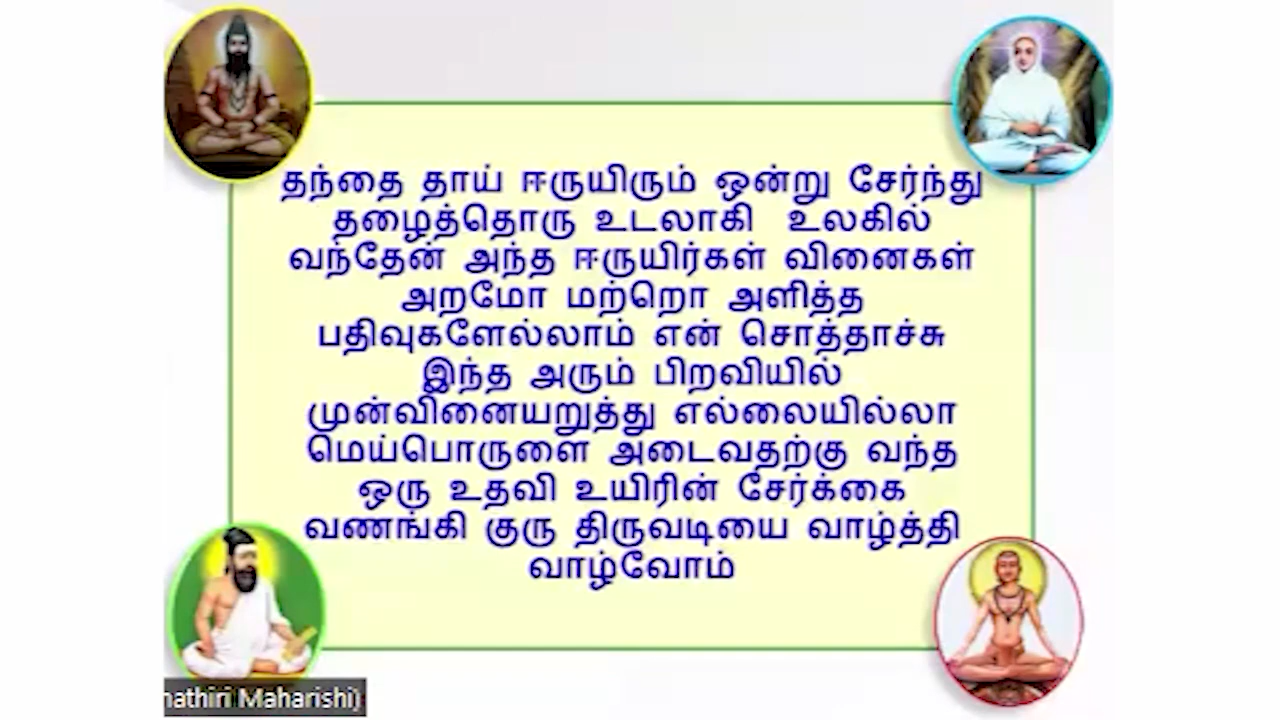 தந்தை தாய் ஈருயிரும் ஒன்று சேர்ந்து
தழைத்தொரு உடலாகி உலகில்
வந்தேன் அந்த ஈருயிர்கள் வினைகள்
அறமோ மற்றொ அளித்த
பதிவுகளேல்லாம் என் சொத்தாச்சு
இந்த அரும் பிறவியில்
முன்வினையறுத்து எல்லையில்லா
மெய்பொருளை அடைவதற்கு வந்த
ஒரு உதவி உயிரின் சேர்க்கை
வணங்கி குரு திருவடியை வாழ்த்தி
வாழ்வோம்
nathiri Maharishi)